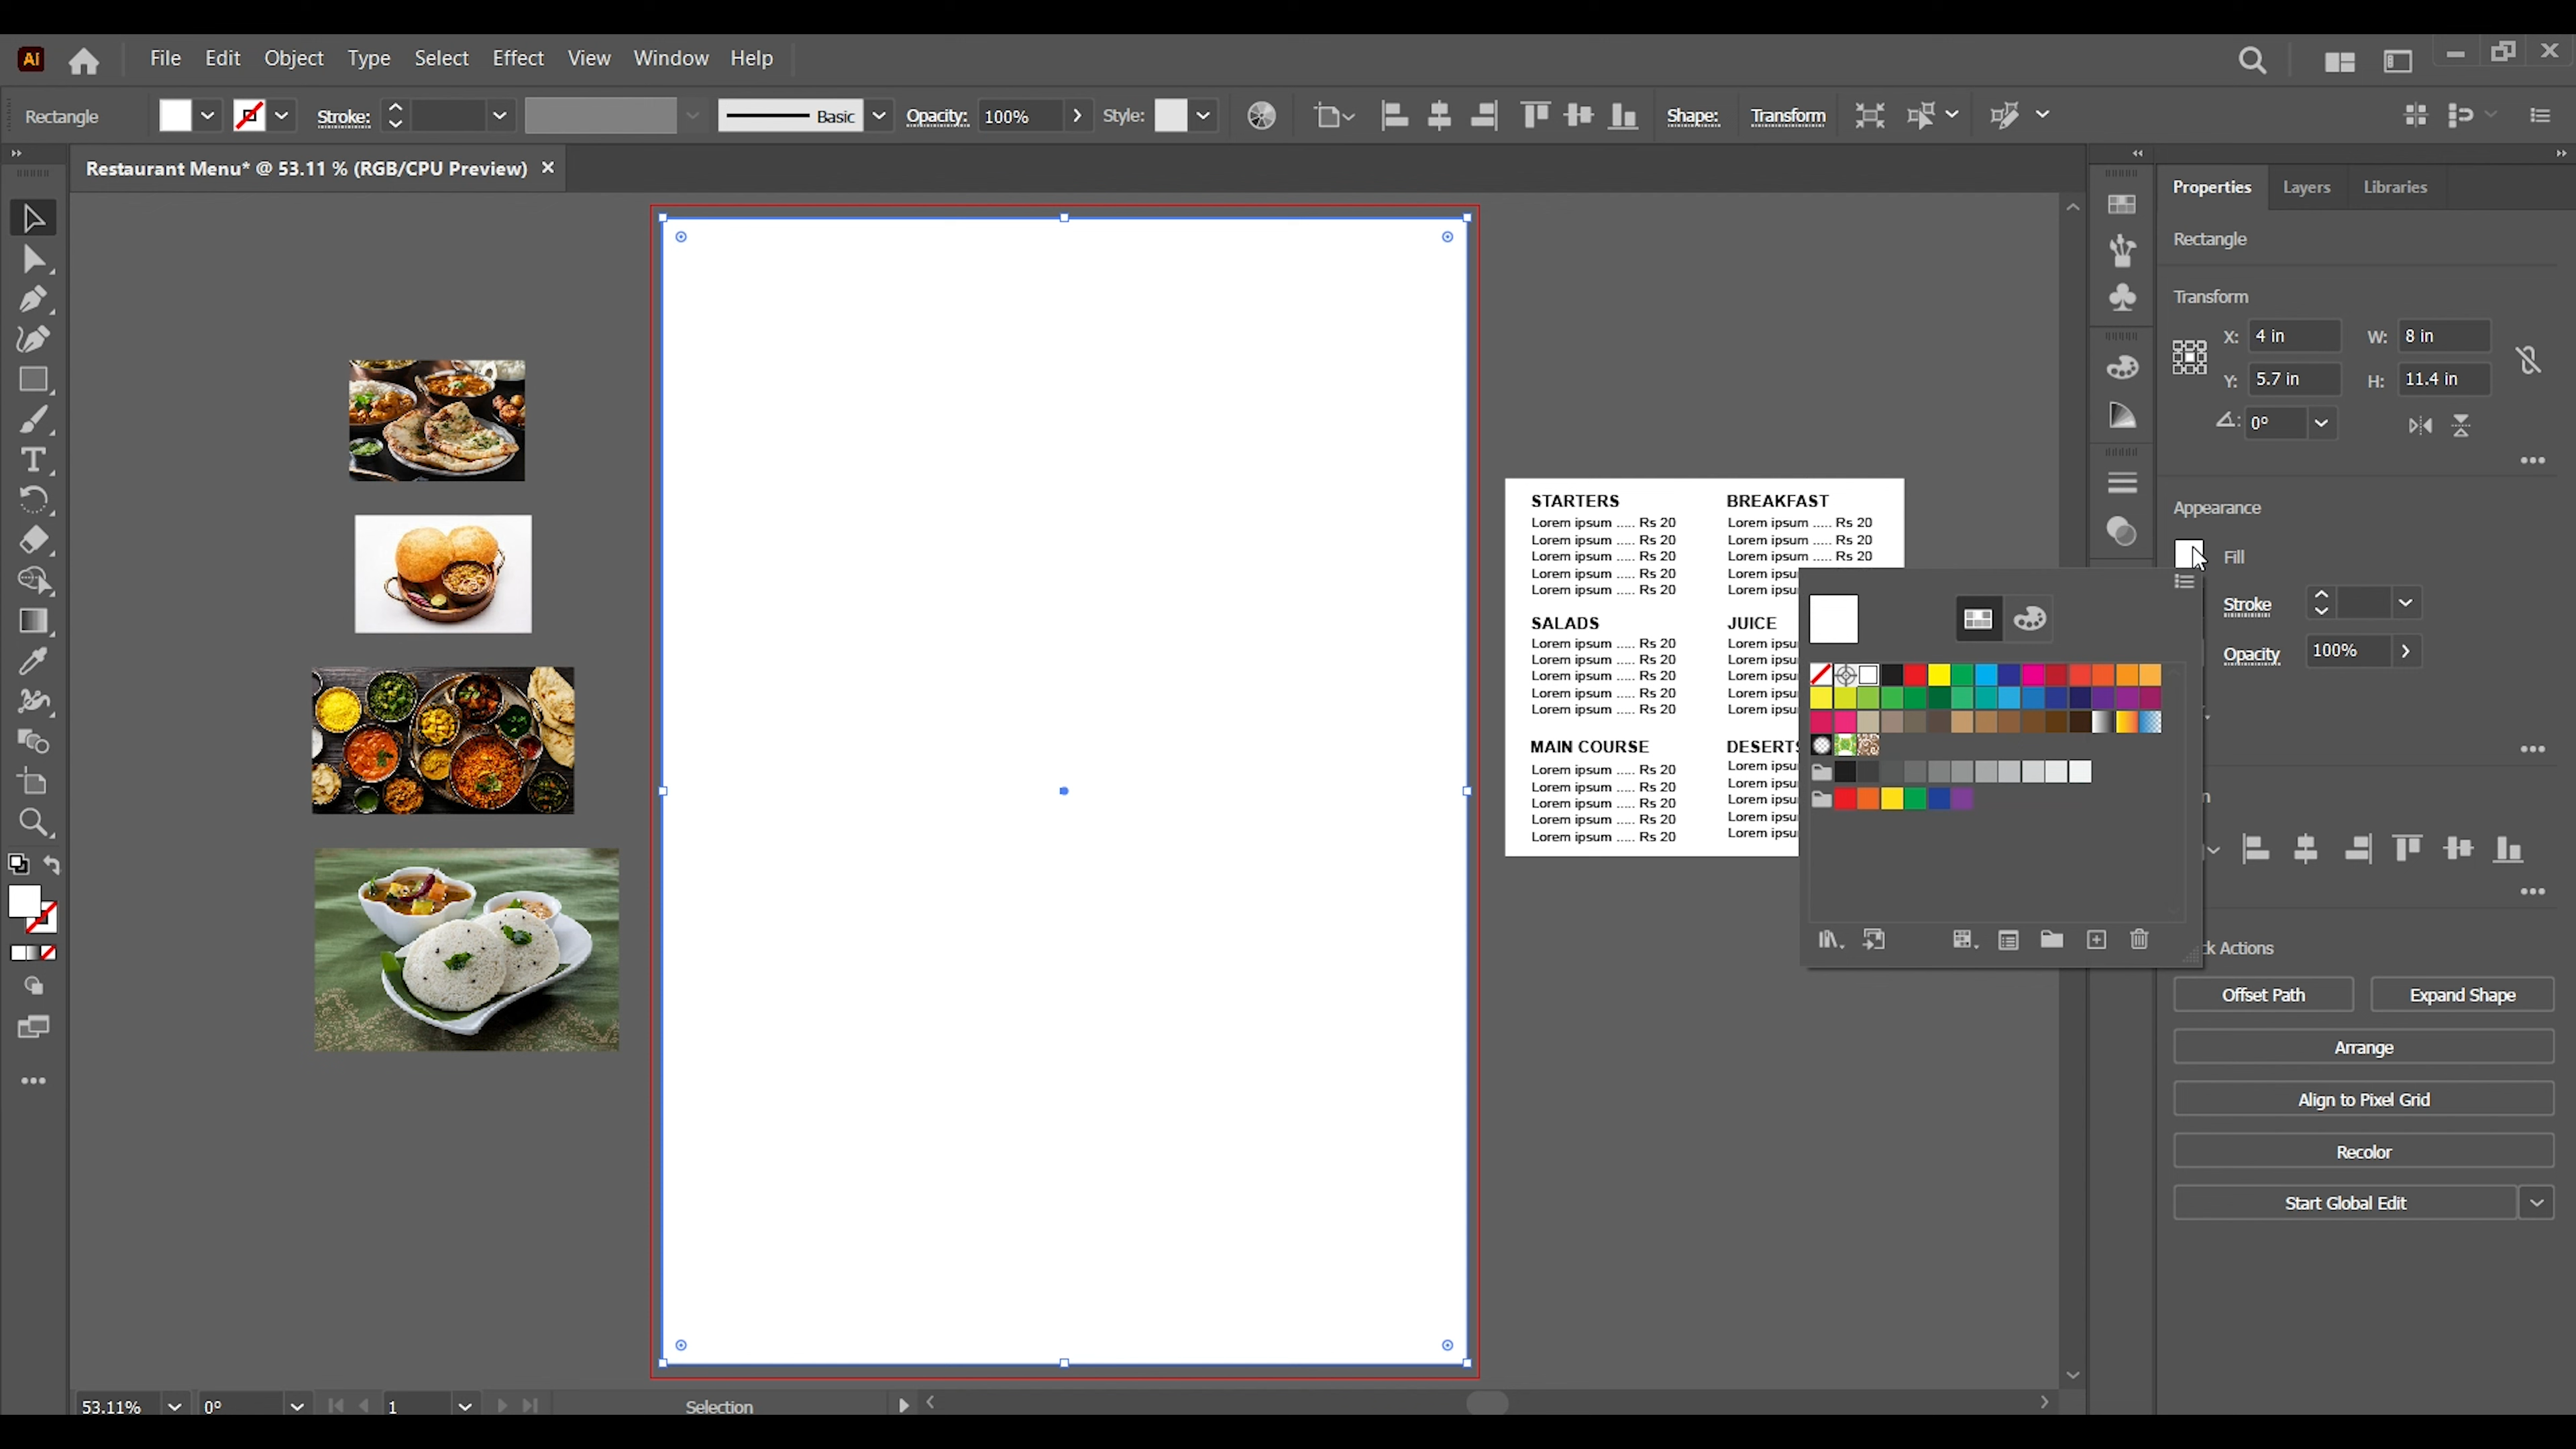 Ai File Edit Object Type Select Effect View Window Help
Rectangle Stroke: Basic Opacity: 100% Style: Shape: Transform
Restaurant Menu* @ 53.11 % (RGB/CPU Preview) ×
Properties Layers Libraries
Rectangle
Transform
X: 4 in W: 8 in
Y: 5.7 in H: 11.4 in
0°
Appearance
Fill
Stroke
Opacity 100%
STARTERS
Lorem ipsum ..... Rs 20
Lorem ipsum ..... Rs 20
Lorem ipsum ..... Rs 20
Lorem ipsum ..... Rs 20
Lorem ipsum ..... Rs 20
BREAKFAST
Lorem ipsum ..... Rs 20
Lorem ipsum ..... Rs 20
Lorem ipsum ..... Rs 20
Lorem ipsu
Lorem ipsu
SALADS
Lorem ipsum ..... Rs 20
Lorem ipsum ..... Rs 20
Lorem ipsum ..... Rs 20
Lorem ipsum ..... Rs 20
Lorem ipsum ..... Rs 20
JUICE
Lorem ipsu
Lorem ipsu
Lorem ipsu
Lorem ipsu
Lorem ipsu
MAIN COURSE
Lorem ipsum ..... Rs 20
Lorem ipsum ..... Rs 20
Lorem ipsum ..... Rs 20
Lorem ipsum ..... Rs 20
Lorem ipsum ..... Rs 20
DESERTS
Lorem ipsu
Lorem ipsu
Lorem ipsu
Lorem ipsu
Lorem ipsu
n
ck Actions
Offset Path Expand Shape
Arrange
Align to Pixel Grid
Recolor
Start Global Edit
53.11% 0° 1 Selection